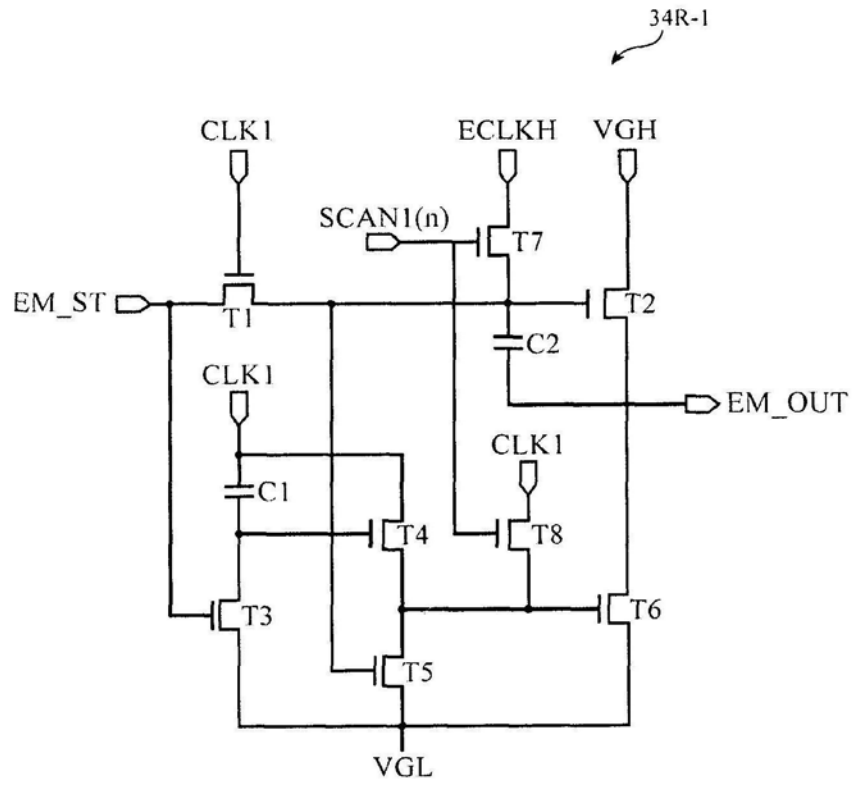 34R-1
CLK1
ECLKH
VGH
SCAN1(n)
T7
EM_ST
T1
T2
C2
CLK1
EM_OUT
C1
CLK1
T4
T8
T3
T6
T5
VGL